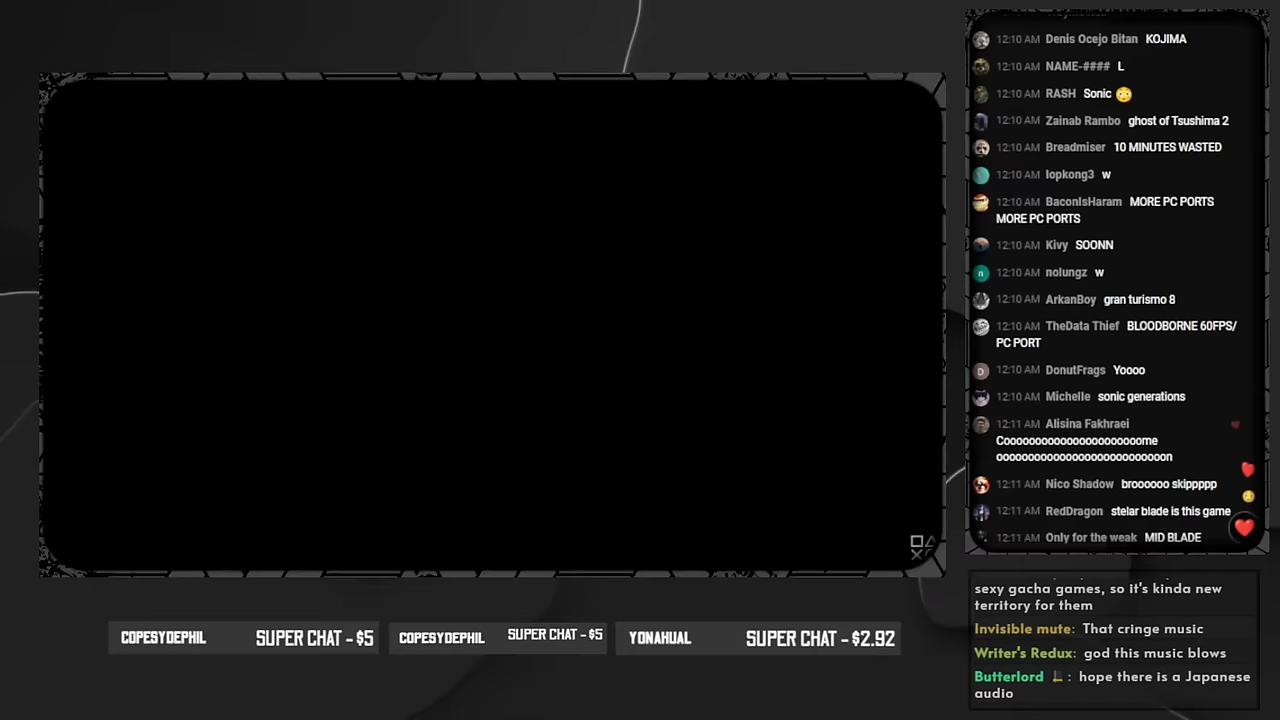 12:10 AM Denis Ocejo Bitan KOJIMA
12:10 AM NAME-#### L
12:10 AM RASH Sonic 😳
12:10 AM Zainab Rambo ghost of Tsushima 2
12:10 AM Breadmiser 10 MINUTES WASTED
12:10 AM lopkong3 w
12:10 AM BaconIsHaram MORE PC PORTS
MORE PC PORTS
12:10 AM Kivy SOONN
n 12:10 AM nolungz w
12:10 AM ArkanBoy gran turismo 8
12:10 AM TheData Thief BLOODBORNE 60FPS/
PC PORT
D 12:10 AM DonutFrags Yoooo
12:10 AM Michelle sonic generations
12:11 AM Alisina Fakhraei
Cooooooooooooooooooooooome
ooooooooooooooooooooooooooon
12:11 AM Nico Shadow broooooo skippppp
12:11 AM RedDragon stelar blade is this game
12:11 AM Only for the weak MID BLADE
sexy gacha games, so it's kinda new
territory for them
Invisible mute: That cringe music
Writer's Redux: god this music blows
Butterlord : hope there is a Japanese
audio
COPESYDEPHIL SUPER CHAT - $5
COPESYDEPHIL SUPER CHAT - $5
YONAHUAL SUPER CHAT - $2.92